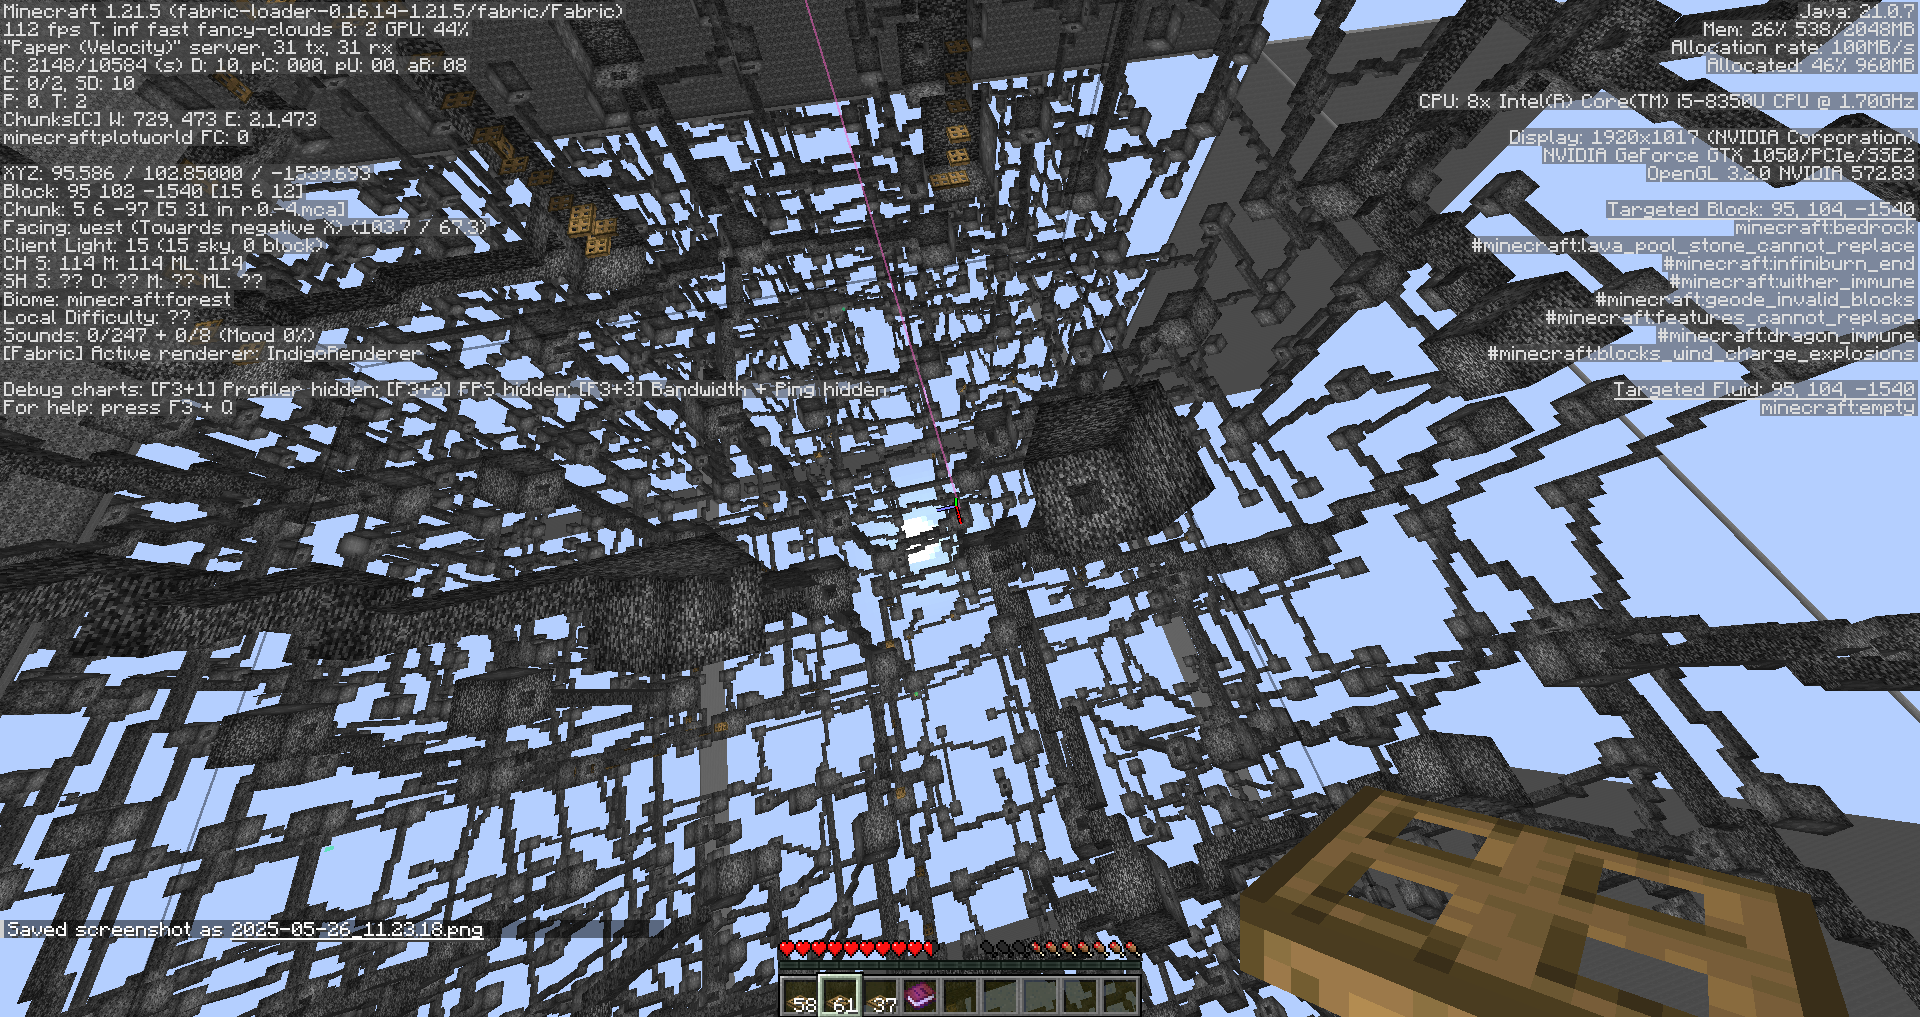 Minecraft 1.21.5 (fabric-loader-0.16.14-1.21.5/fabric/Fabric)
112 fps T: inf fast fancy-clouds B: 2 GPU: 44%
"Paper (Velocity)" server, 31 tx, 31 rx
C: 2148/10584 (s) D: 10, pC: 000, pU: 00, aB: 08
E: 0/2, SD: 10
P: 0. T: 2
Chunks[C] W: 729, 473 E: 2,1,473
minecraft:plotworld FC: 0
XYZ: 95.586 / 102.85000 / -1539.693
Block: 95 102 -1540 [15 6 12]
Chunk: 5 6 -97 [5 31 in r.0.-4.mca]
Facing: west (Towards negative X) (103.7 / 67.3)
Client Light: 15 (15 sky, 0 block)
CH S: 114 M: 114 ML: 114
SH S: ?? O: ?? M: ?? ML: ??
Biome: minecraft:forest
Local Difficulty: ??
Sounds: 0/247 + 0/8 (Mood 0%)
[Fabric] Active renderer: IndigoRenderer
Debug charts: [F3+1] Profiler hidden; [F3+2] FPS hidden; [F3+3] Bandwidth + Ping hidden
For help: press F3 + Q
Java: 21.0.7
Mem: 26% 538/2048MB
Allocation rate: 100MB/s
Allocated: 46% 960MB
CPU: 8x Intel(R) Core(TM) i5-8350U CPU @ 1.70GHz
Display: 1920x1017 (NVIDIA Corporation)
NVIDIA GeForce GTX 1050/PCIe/SSE2
OpenGL 3.2.0 NVIDIA 572.83
Targeted Block: 95, 104, -1540
minecraft:bedrock
#minecraft:lava_pool_stone_cannot_replace
#minecraft:infiniburn_end
#minecraft:wither_immune
#minecraft:geode_invalid_blocks
#minecraft:features_cannot_replace
#minecraft:dragon_immune
#minecraft:blocks_wind_charge_explosions
Targeted Fluid: 95, 104, -1540
minecraft:empty
Saved screenshot as 2025-05-26_11.23.18.png
58 61 37